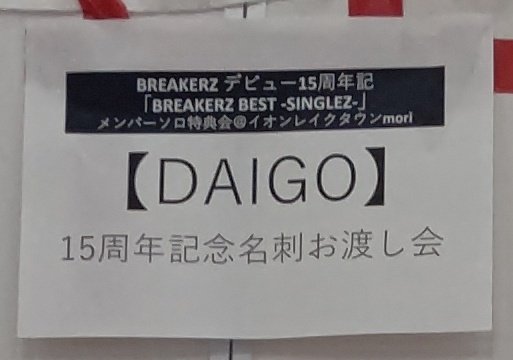 BREAKERZ デビュー15周年記
「BREAKERZ BEST -SINGLEZ-」
メンバーソロ特典会@イオンレイクタウンmori
【DAIGO】
15周年記念名刺お渡し会